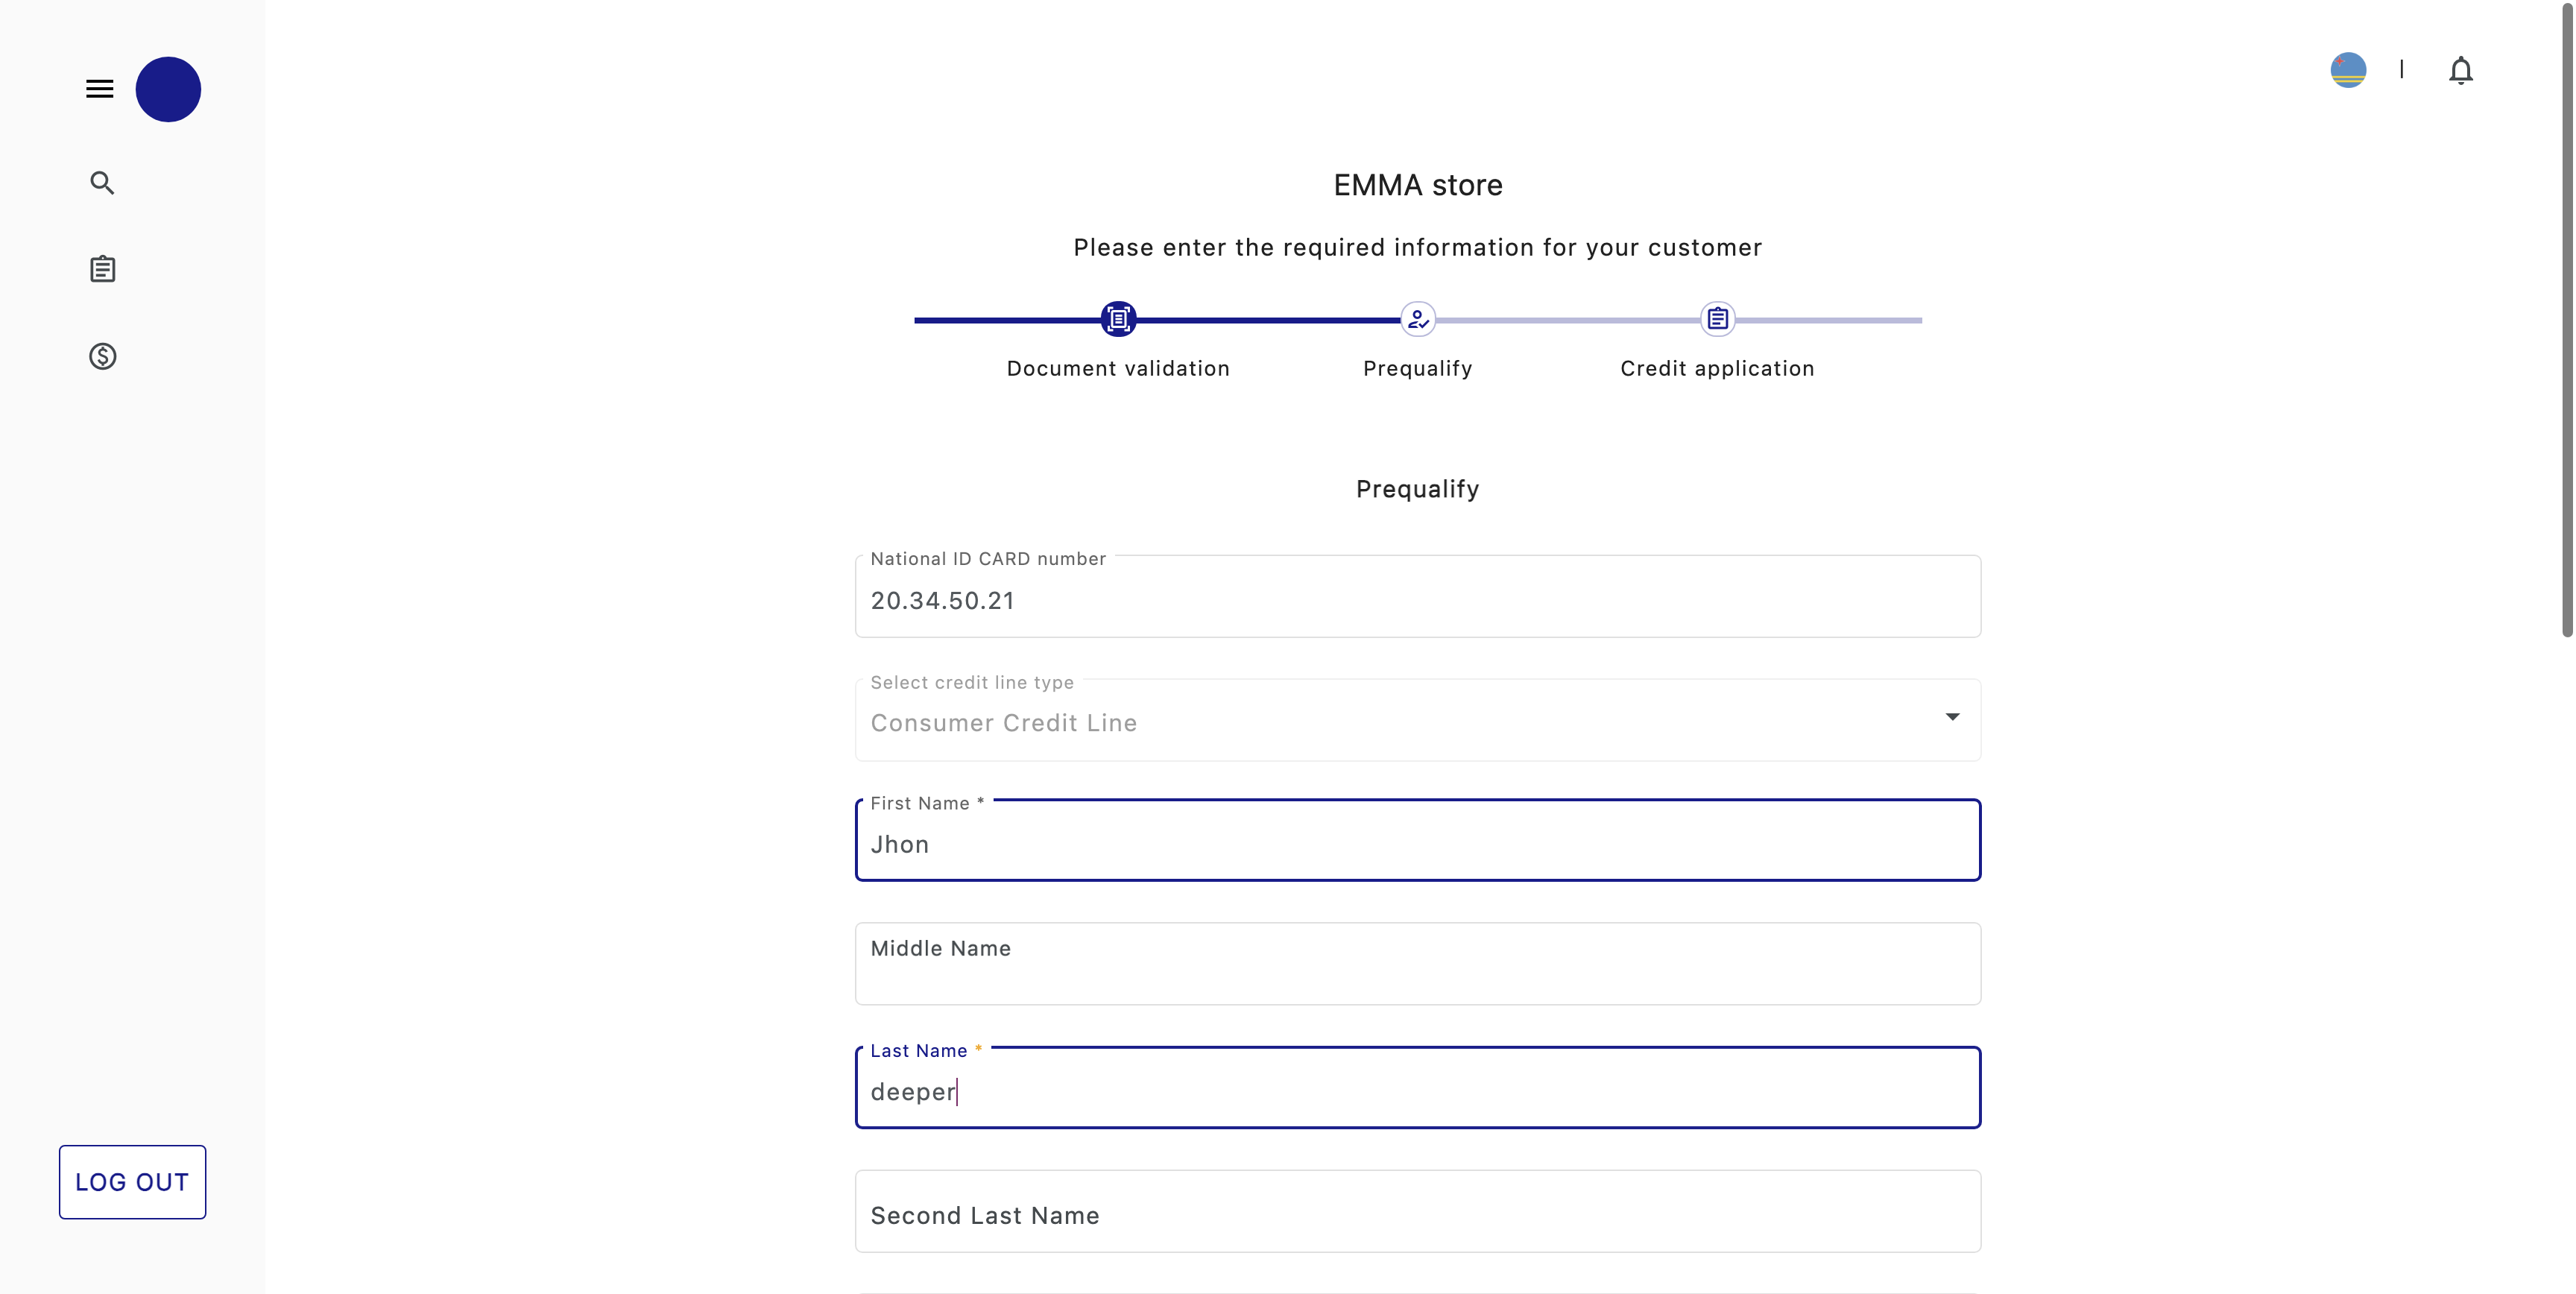 EMMA store
Please enter the required information for your customer
Document validation
Prequalify
Credit application
Prequalify
National ID CARD number
20.34.50.21
Select credit line type
Consumer Credit Line
First Name *
Jhon
Middle Name
Last Name *
deeper
Second Last Name
LOG OUT